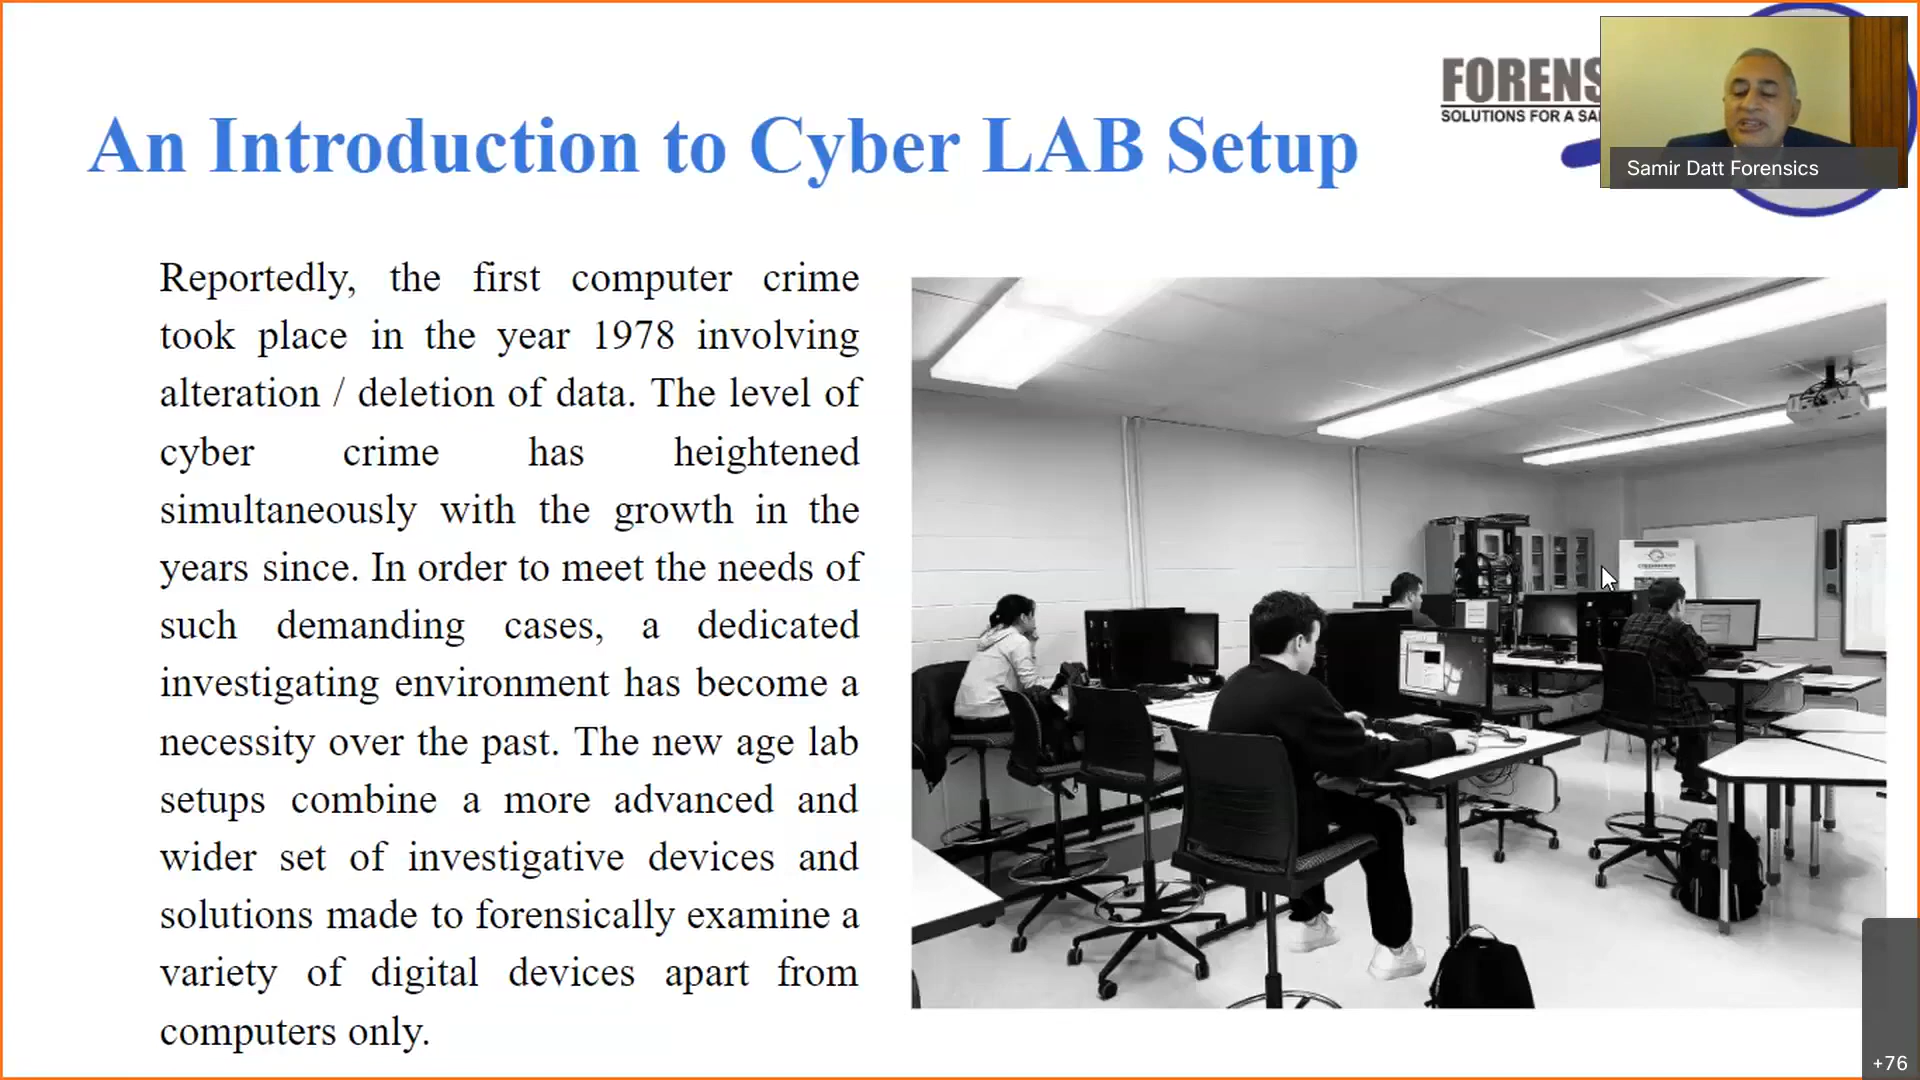 An Introduction to Cyber LAB Setup
FORENS
SOLUTIONS FOR A SA
Samir Datt Forensics
Reportedly, the first computer crime
took place in the year 1978 involving
alteration / deletion of data. The level of
cyber crime has heightened
simultaneously with the growth in the
years since. In order to meet the needs of
such demanding cases, a dedicated
investigating environment has become a
necessity over the past. The new age lab
setups combine a more advanced and
wider set of investigative devices and
solutions made to forensically examine a
variety of digital devices apart from
computers only.
+76